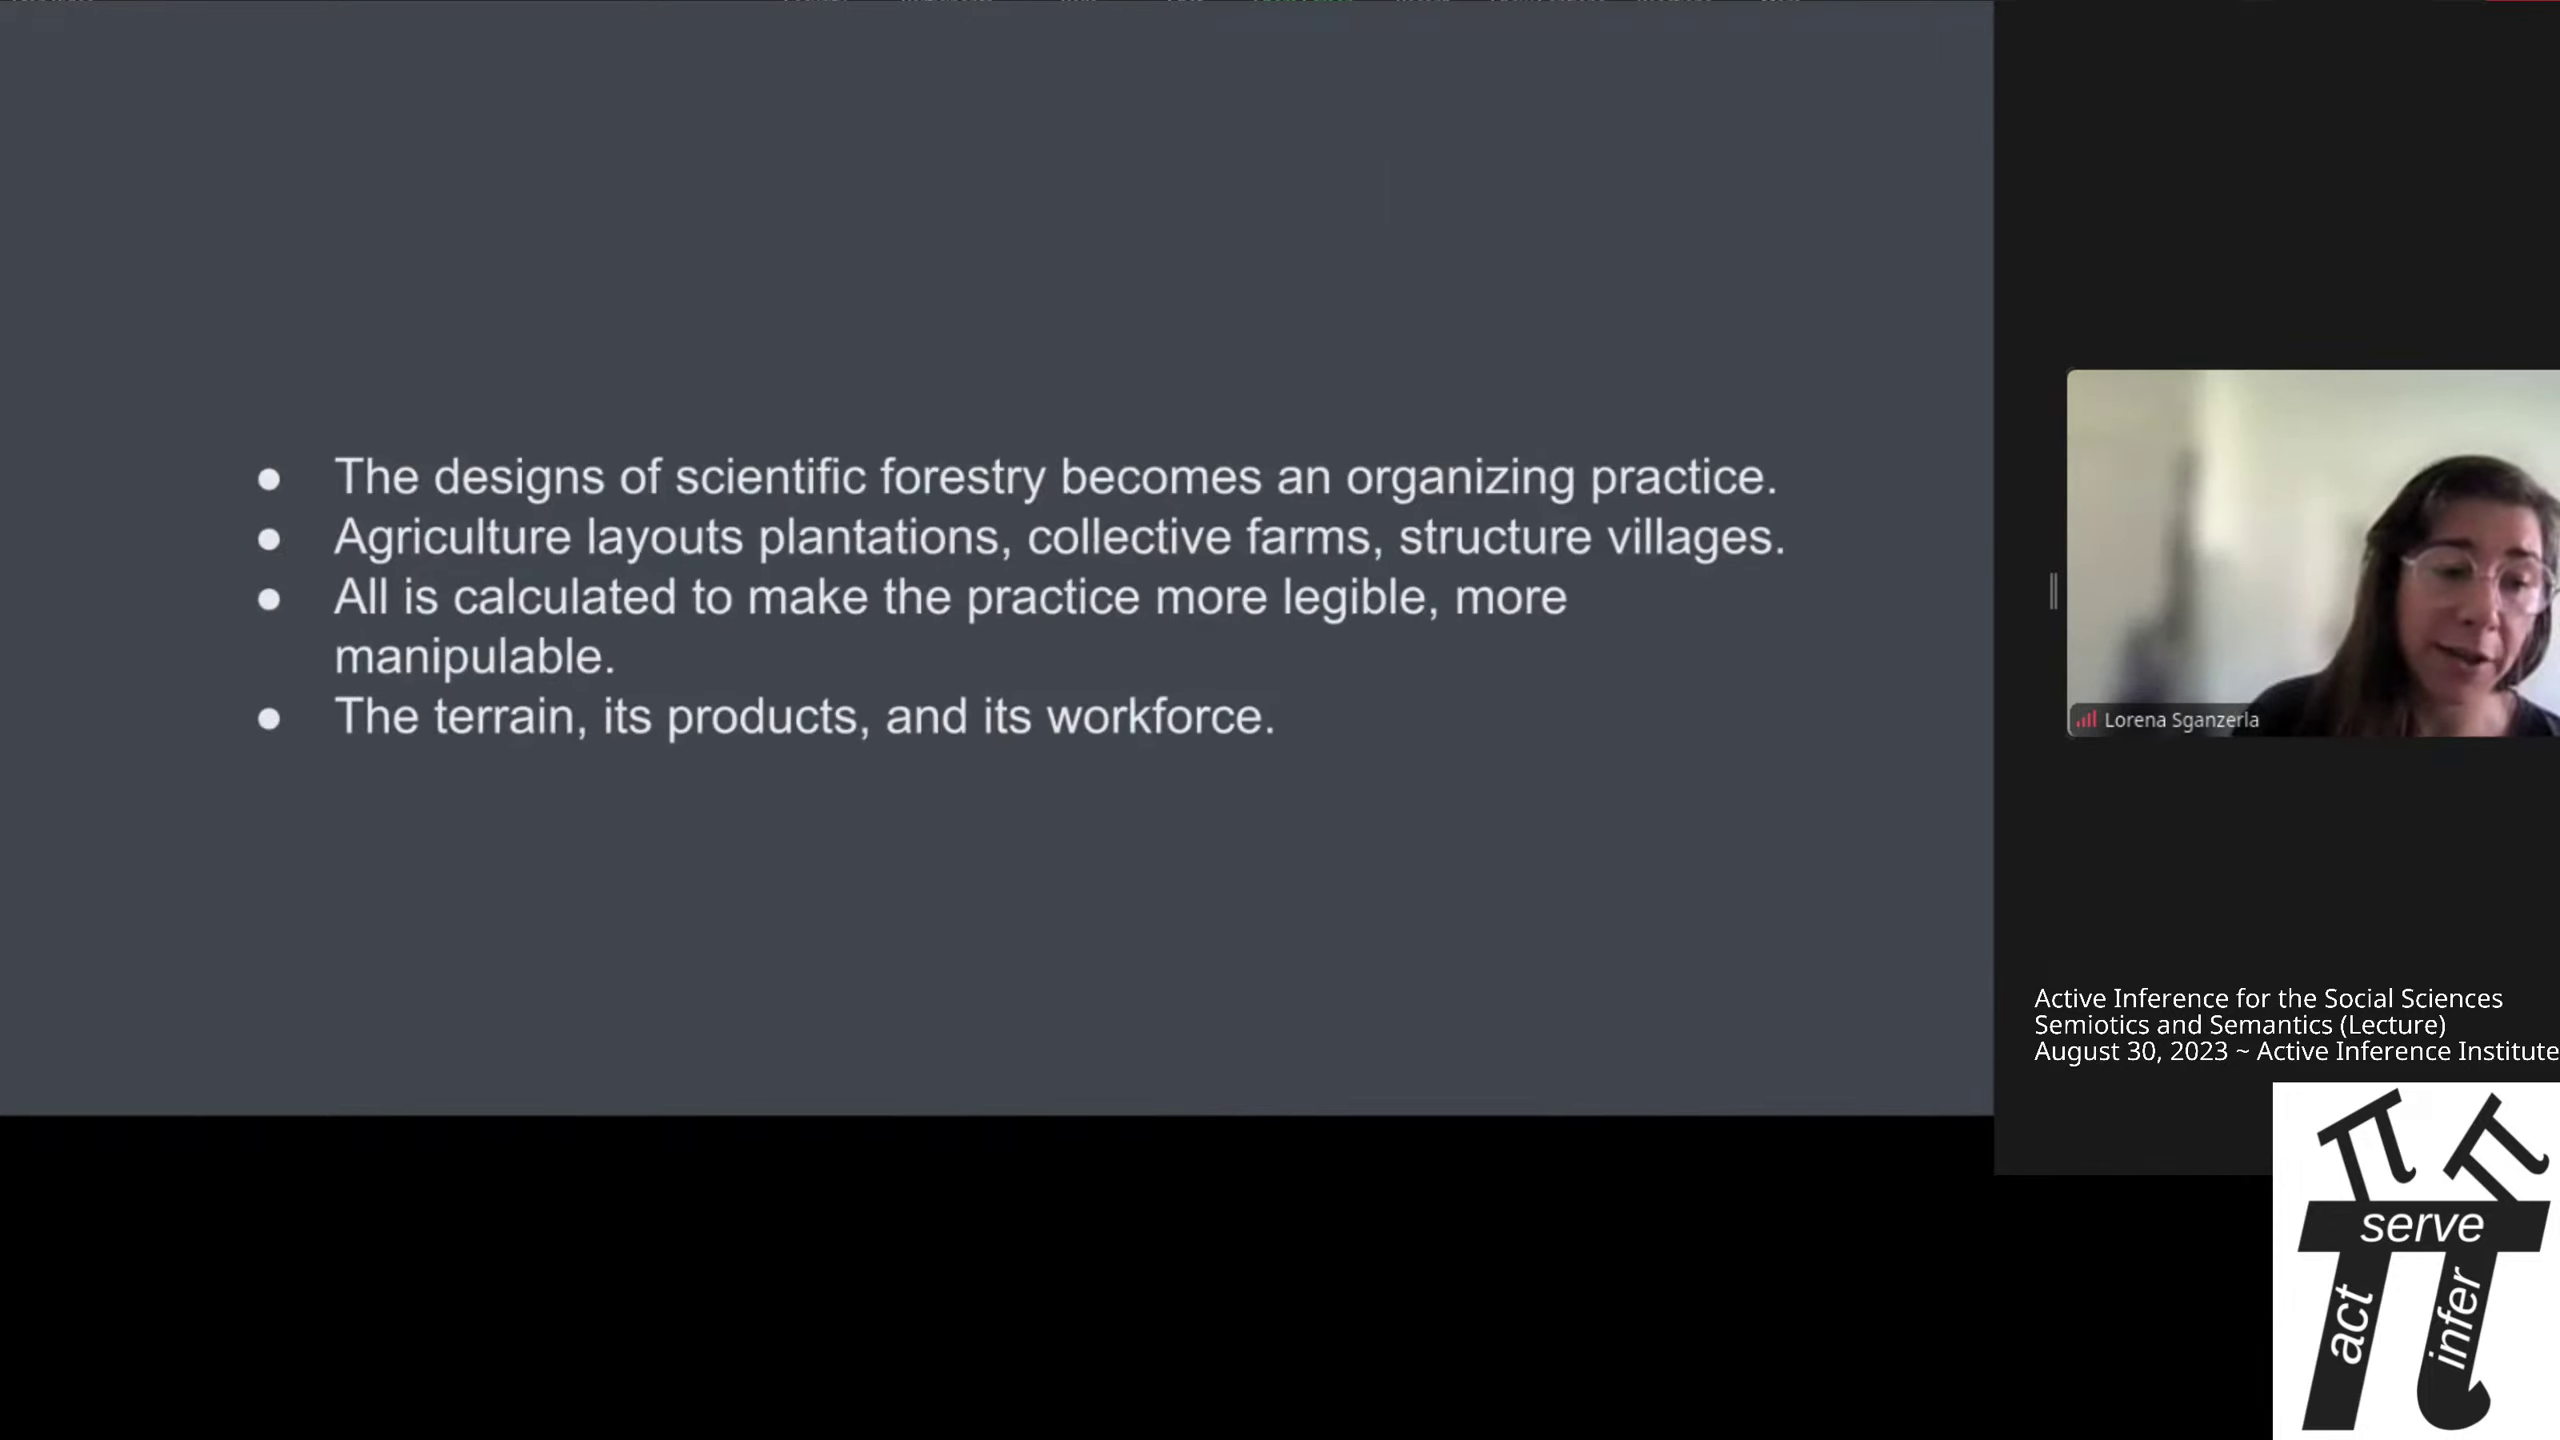 ● The designs of scientific forestry becomes an organizing practice.
● Agriculture layouts plantations, collective farms, structure villages.
● All is calculated to make the practice more legible, more
manipulable.
● The terrain, its products, and its workforce.
Lorena Sganzerla
Active Inference for the Social Sciences
Semiotics and Semantics (Lecture)
August 30, 2023 ~ Active Inference Institute
serve
act
infer